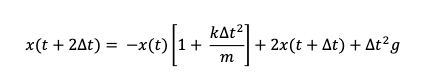 x(t + 2Δt) = −x(t) [1 + kΔt²/m] + 2x(t + Δt) + Δt²g